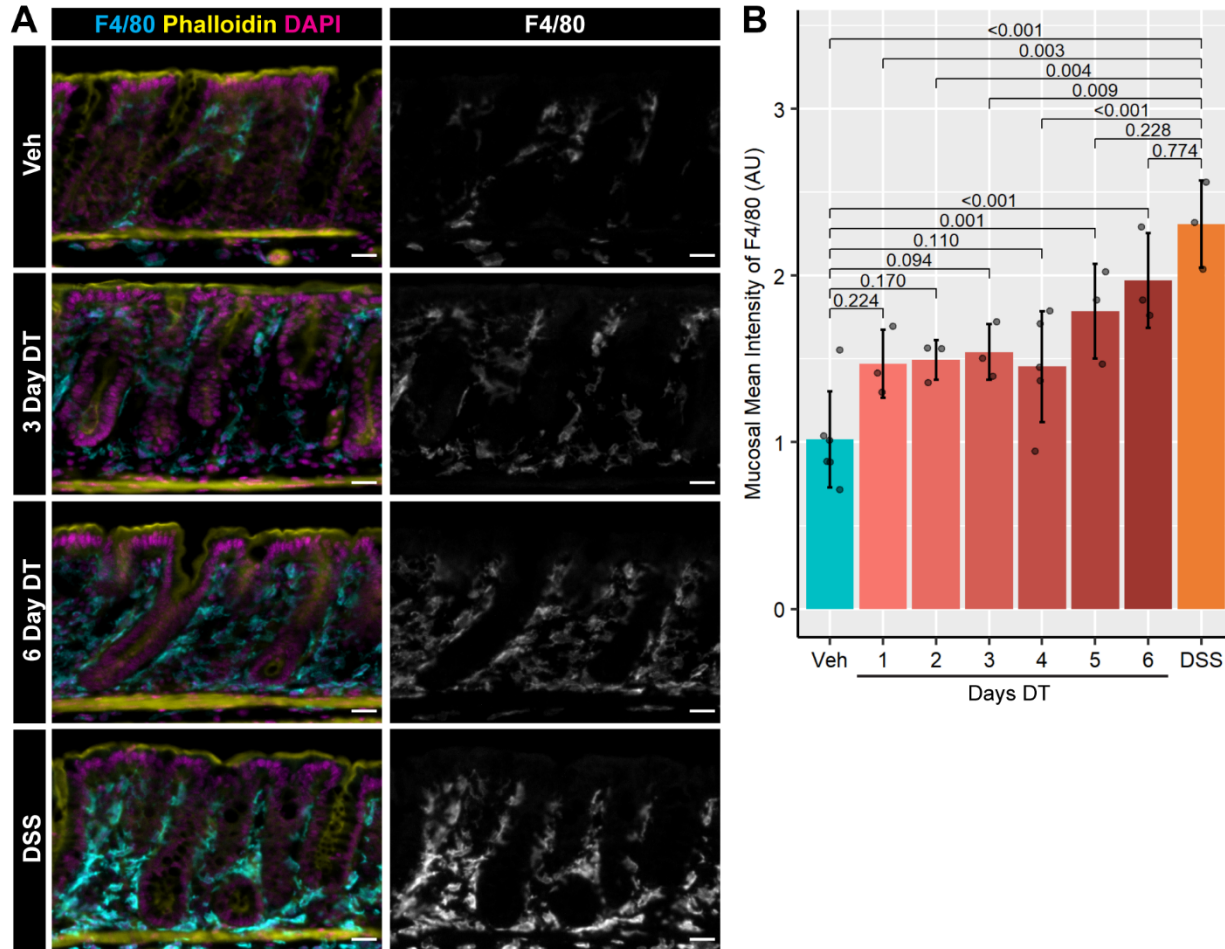 A
F4/80 Phalloidin DAPI
F4/80
Veh
3 Day DT
6 Day DT
DSS
B
Mucosal Mean Intensity of F4/80 (AU)
3
2
1
0
<0.001
0.003
0.004
0.009
<0.001
0.228
0.774
<0.001
0.001
0.110
0.094
0.170
0.224
Veh 1 2 3 4 5 6 DSS
Days DT